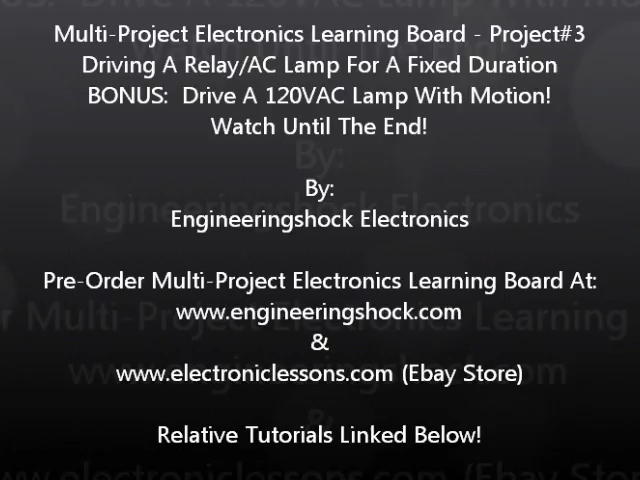 Multi-Project Electronics Learning Board - Project#3
Driving A Relay/AC Lamp For A Fixed Duration
BONUS:  Drive A 120VAC Lamp With Motion!
Watch Until The End!
By:
Engineeringshock Electronics
Pre-Order Multi-Project Electronics Learning Board At:
www.engineeringshock.com
&
www.electroniclessons.com (Ebay Store)
Relative Tutorials Linked Below!